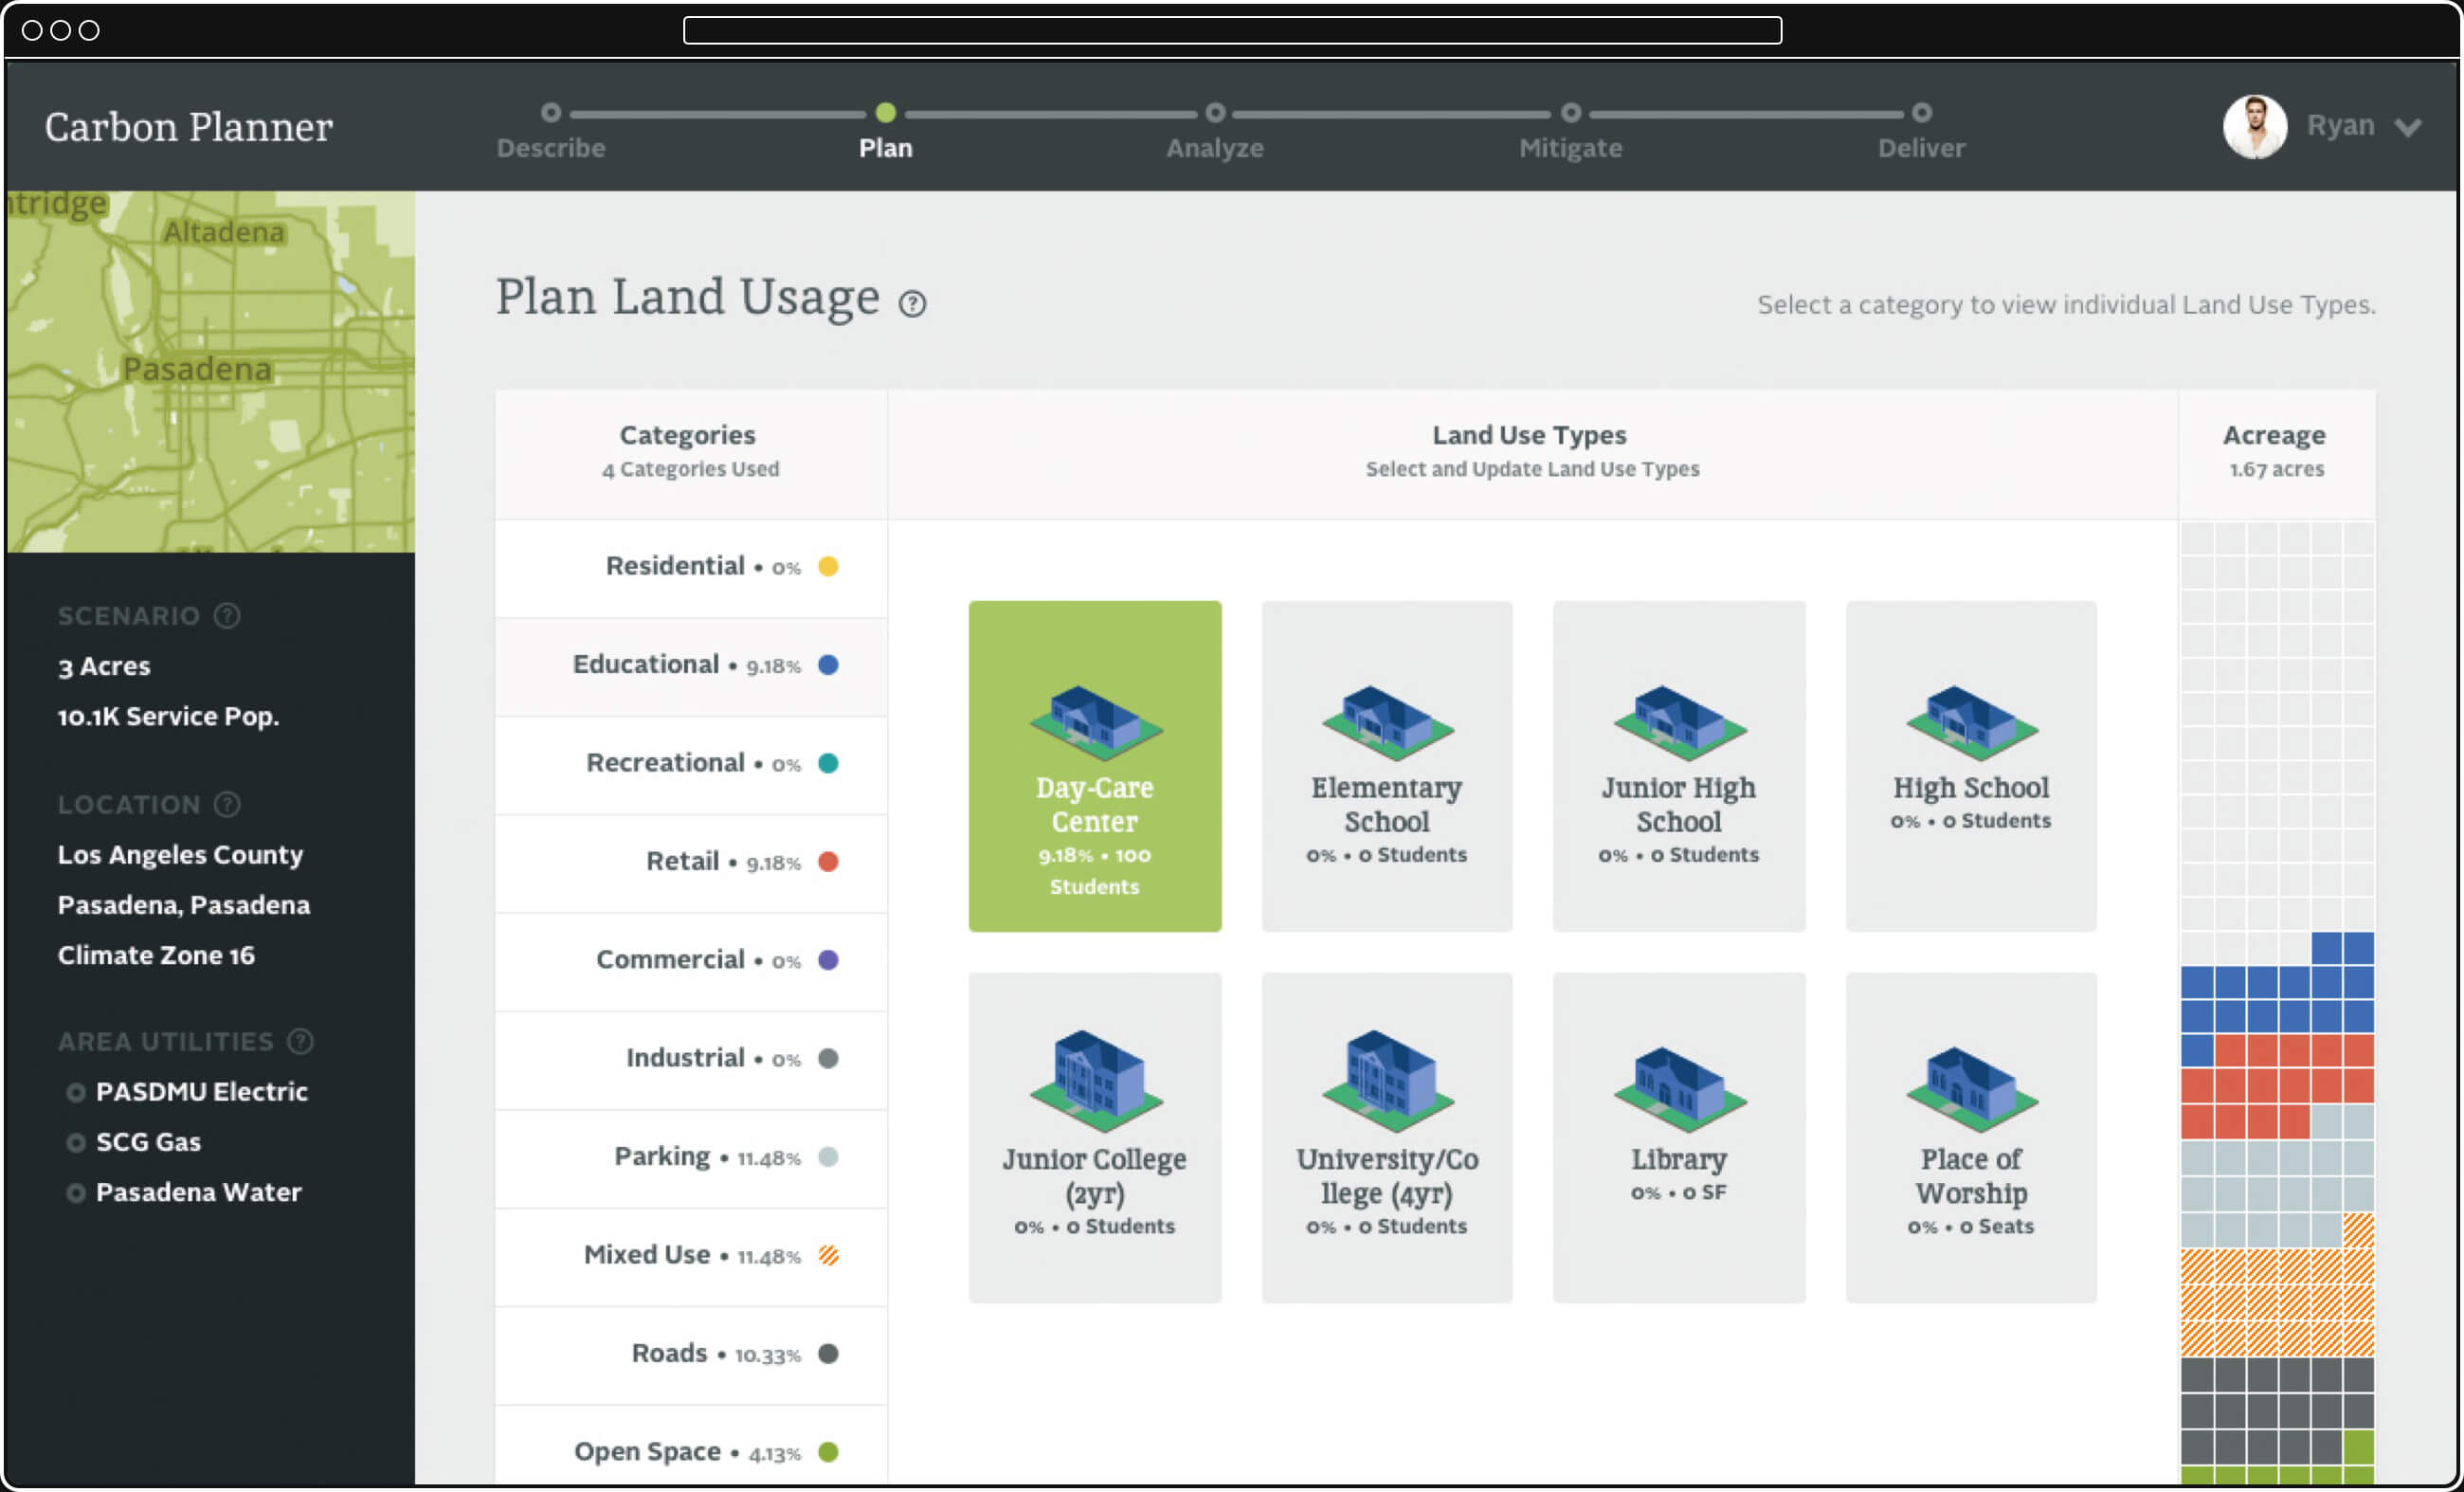 Carbon Planner
Describe
Plan
Analyze
Mitigate
Deliver
Ryan
ntridge
Altadena
Pasadena
SCENARIO
3 Acres
10.1K Service Pop.
LOCATION
Los Angeles County
Pasadena, Pasadena
Climate Zone 16
AREA UTILITIES
PASDMU Electric
SCG Gas
Pasadena Water
Plan Land Usage
Select a category to view individual Land Use Types.
Categories
4 Categories Used
Residential • 0%
Educational • 9.18%
Recreational • 0%
Retail • 9.18%
Commercial • 0%
Industrial • 0%
Parking • 11.48%
Mixed Use • 11.48%
Roads • 10.33%
Open Space • 4.13%
Land Use Types
Select and Update Land Use Types
Day-Care
Center
9.18% • 100
Students
Elementary
School
0% • 0 Students
Junior High
School
0% • 0 Students
High School
0% • 0 Students
Junior College
(2yr)
0% • 0 Students
University/Co
llege (4yr)
0% • 0 Students
Library
0% • 0 SF
Place of
Worship
0% • 0 Seats
Acreage
1.67 acres